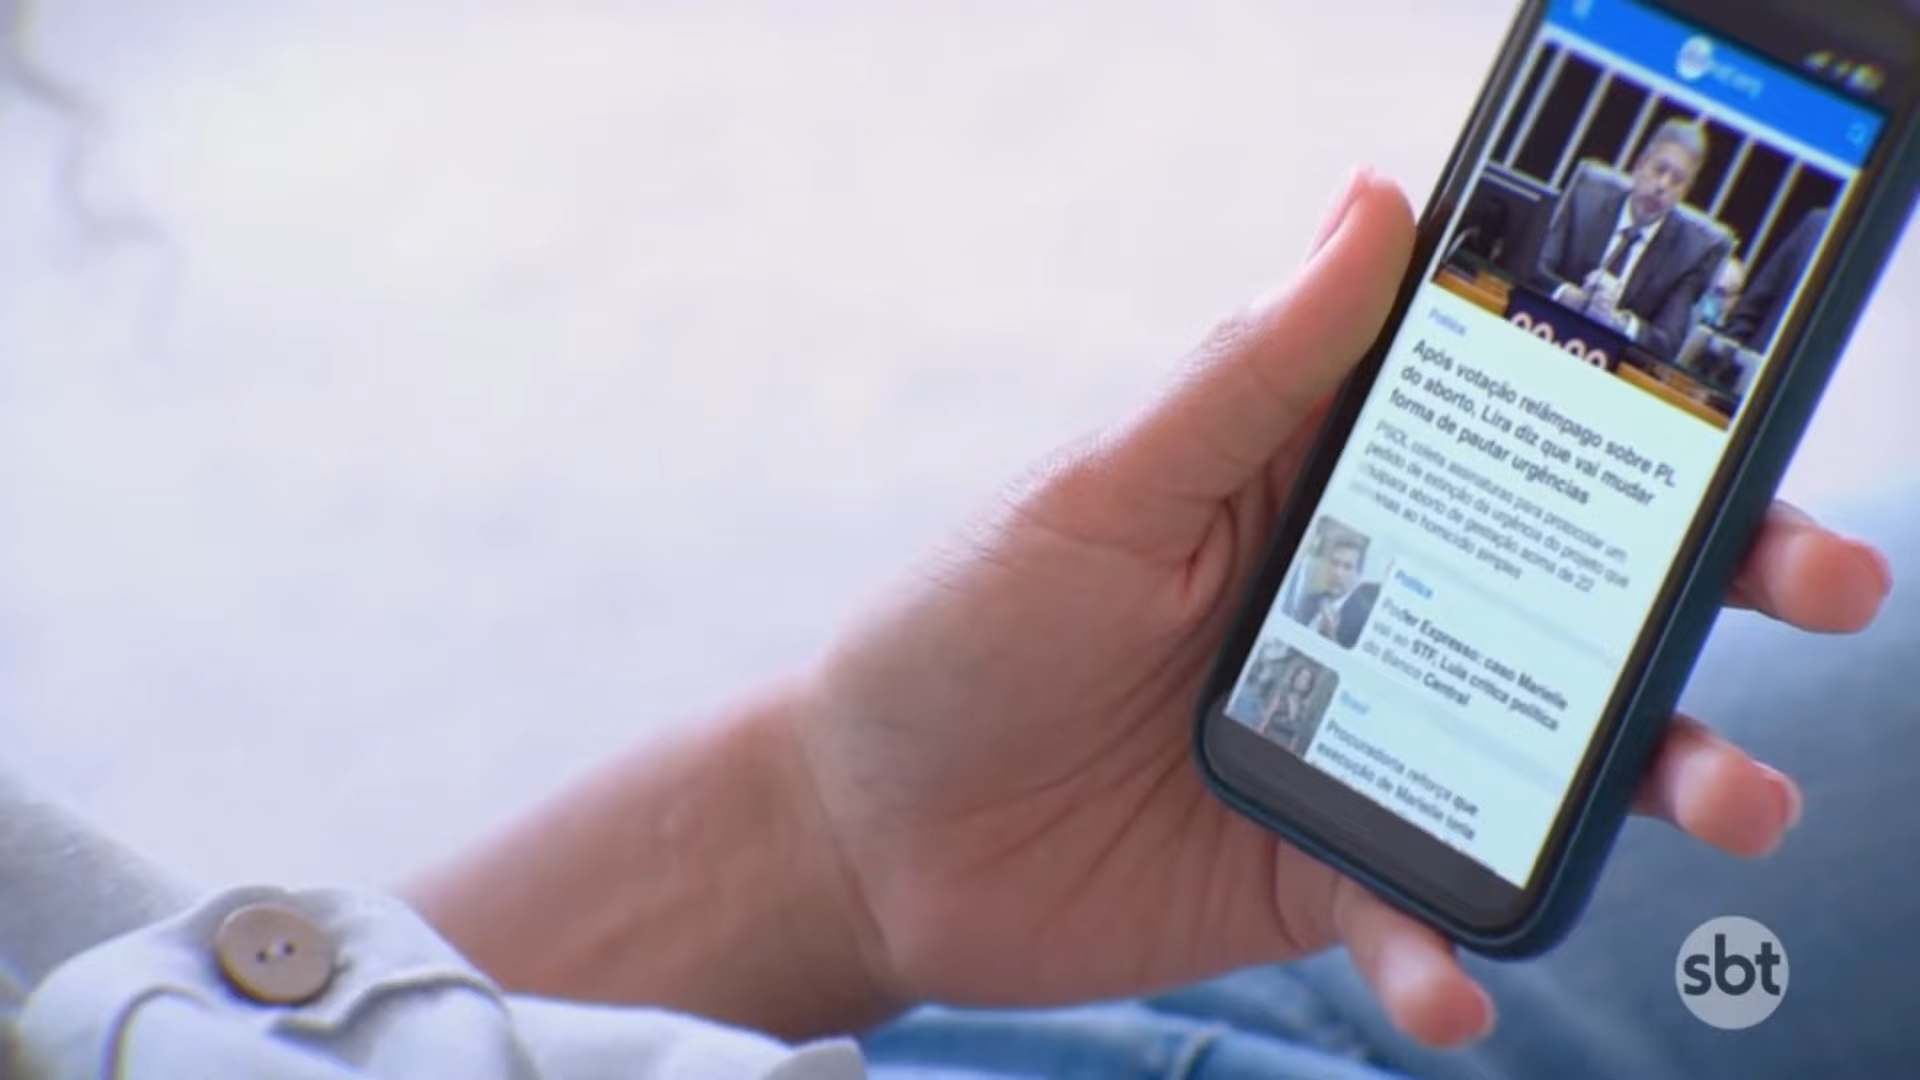 news
00:00
Política
Após votação relâmpago sobre PL
do aborto, Lira diz que vai mudar
forma de pautar urgências
PSOL coleta assinaturas para protocolar um
pedido de extinção da urgência do projeto que
aborto de gestação acima de 22
ao homicídio simples
Política
Poder Expresso: caso Marielle
vai ao STF, Lula critica política
do Banco Central
Brasil
Procuradoria reforça que
execução de Marielle teria
sbt